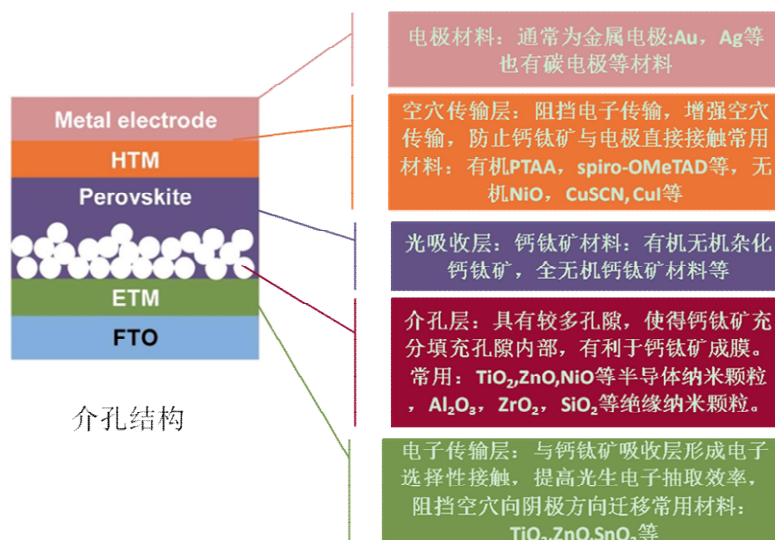 电极材料：通常为金属电极:Au，Ag等
也有碳电极等材料
Metal electrode
HTM
Perovskite
ETM
FTO
介孔结构
空穴传输层：阻挡电子传输，增强空穴
传输，防止钙钛矿与电极直接接触常用
材料：有机PTAA，spiro-OMeTAD等，无
机NiO，CuSCN, CuI等
光吸收层：钙钛矿材料：有机无机杂化
钙钛矿，全无机钙钛矿材料等
介孔层：具有较多孔隙，使得钙钛矿充
分填充孔隙内部，有利于钙钛矿成膜。
常用：TiO₂,ZnO,NiO等半导体纳米颗粒
，Al₂O₃，ZrO₂，SiO₂等绝缘纳米颗粒。
电子传输层：与钙钛矿吸收层形成电子
选择性接触，提高光生电子抽取效率，
阻挡空穴向阴极方向迁移常用材料：
TiO₂,ZnO,SnO₂等